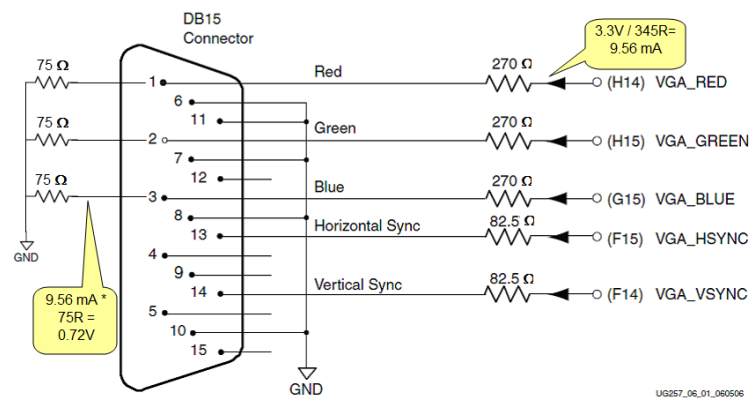 DB15
Connector
3.3V / 345R=
9.56 mA
75 Ω
1
Red
270 Ω
(H14) VGA_RED
6
11
75 Ω
2
Green
270 Ω
(H15) VGA_GREEN
7
12
75 Ω
3
Blue
270 Ω
(G15) VGA_BLUE
8
13
Horizontal Sync
82.5 Ω
(F15) VGA_HSYNC
GND
4
9
14
Vertical Sync
82.5 Ω
(F14) VGA_VSYNC
9.56 mA *
75R =
0.72V
5
10
15
GND
UG257_06_01_060506